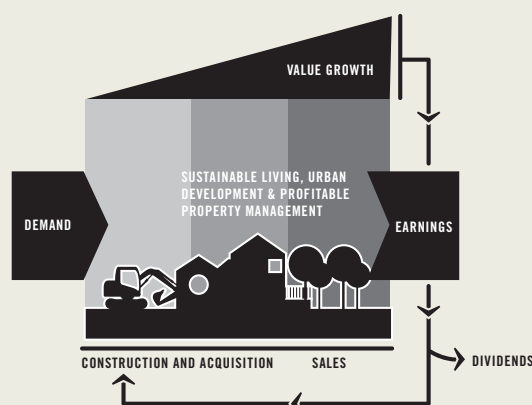 VALUE GROWTH
SUSTAINABLE LIVING, URBAN
DEVELOPMENT & PROFITABLE
PROPERTY MANAGEMENT
DEMAND
EARNINGS
CONSTRUCTION AND ACQUISITION
SALES
DIVIDENDS